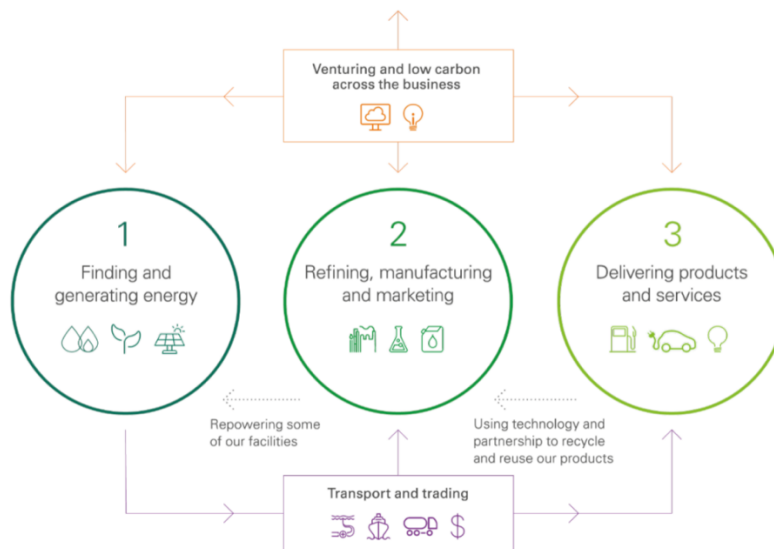 Venturing and low carbon
across the business
1
Finding and
generating energy
2
Refining, manufacturing
and marketing
3
Delivering products
and services
Repowering some
of our facilities
Using technology and
partnership to recycle
and reuse our products
Transport and trading
$